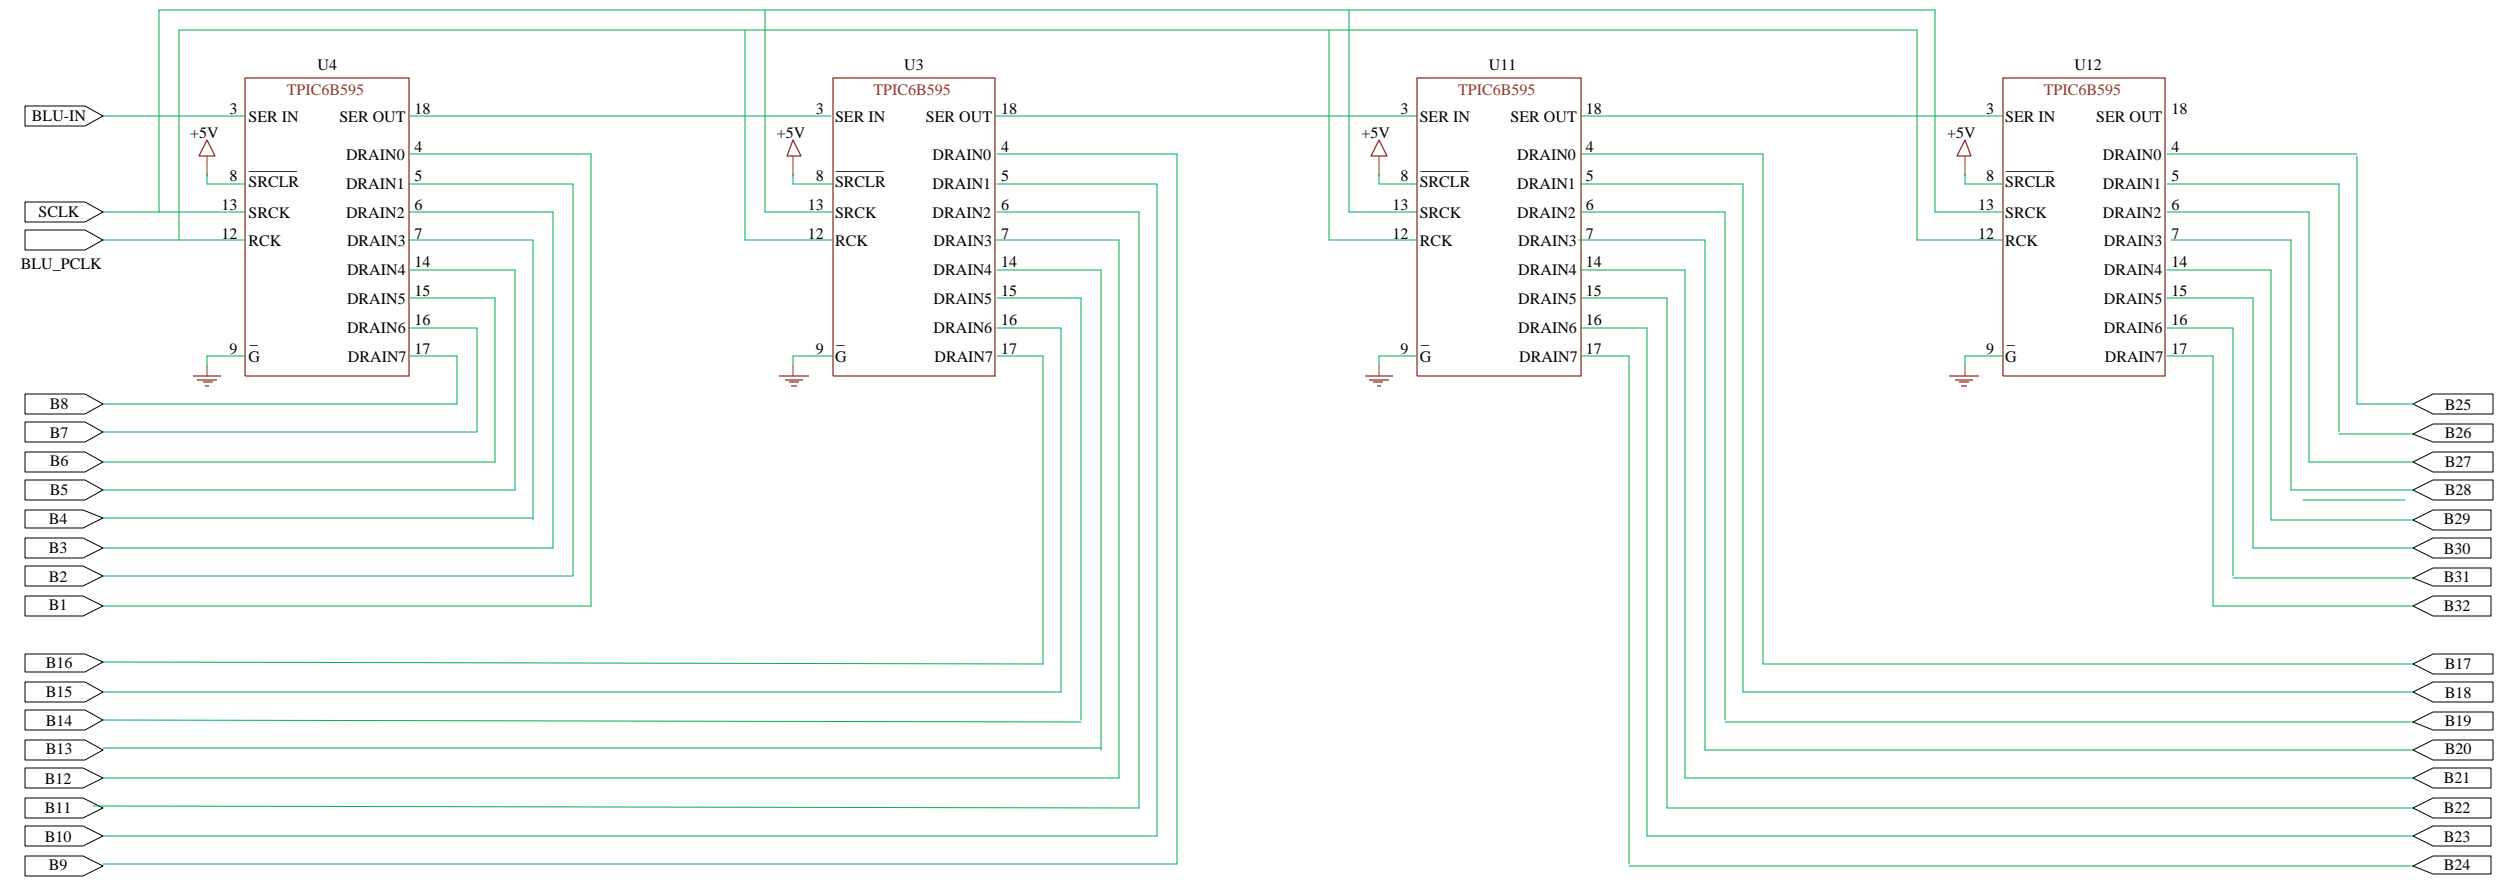 U4
U3
U11
U12
TPIC6B595
TPIC6B595
TPIC6B595
TPIC6B595
BLU-IN
3 SER IN SER OUT 18
3 SER IN SER OUT 18
3 SER IN SER OUT 18
3 SER IN SER OUT 18
+5V
+5V
+5V
+5V
DRAIN0 4
DRAIN0 4
DRAIN0 4
DRAIN0 4
8 SRCLR DRAIN1 5
8 SRCLR DRAIN1 5
8 SRCLR DRAIN1 5
8 SRCLR DRAIN1 5
SCLK
13 SRCK DRAIN2 6
13 SRCK DRAIN2 6
13 SRCK DRAIN2 6
13 SRCK DRAIN2 6
12 RCK DRAIN3 7
12 RCK DRAIN3 7
12 RCK DRAIN3 7
12 RCK DRAIN3 7
BLU_PCLK
DRAIN4 14
DRAIN4 14
DRAIN4 14
DRAIN4 14
DRAIN5 15
DRAIN5 15
DRAIN5 15
DRAIN5 15
DRAIN6 16
DRAIN6 16
DRAIN6 16
DRAIN6 16
9 G DRAIN7 17
9 G DRAIN7 17
9 G DRAIN7 17
9 G DRAIN7 17
B8
B7
B6
B5
B4
B3
B2
B1
B16
B15
B14
B13
B12
B11
B10
B9
B25
B26
B27
B28
B29
B30
B31
B32
B17
B18
B19
B20
B21
B22
B23
B24